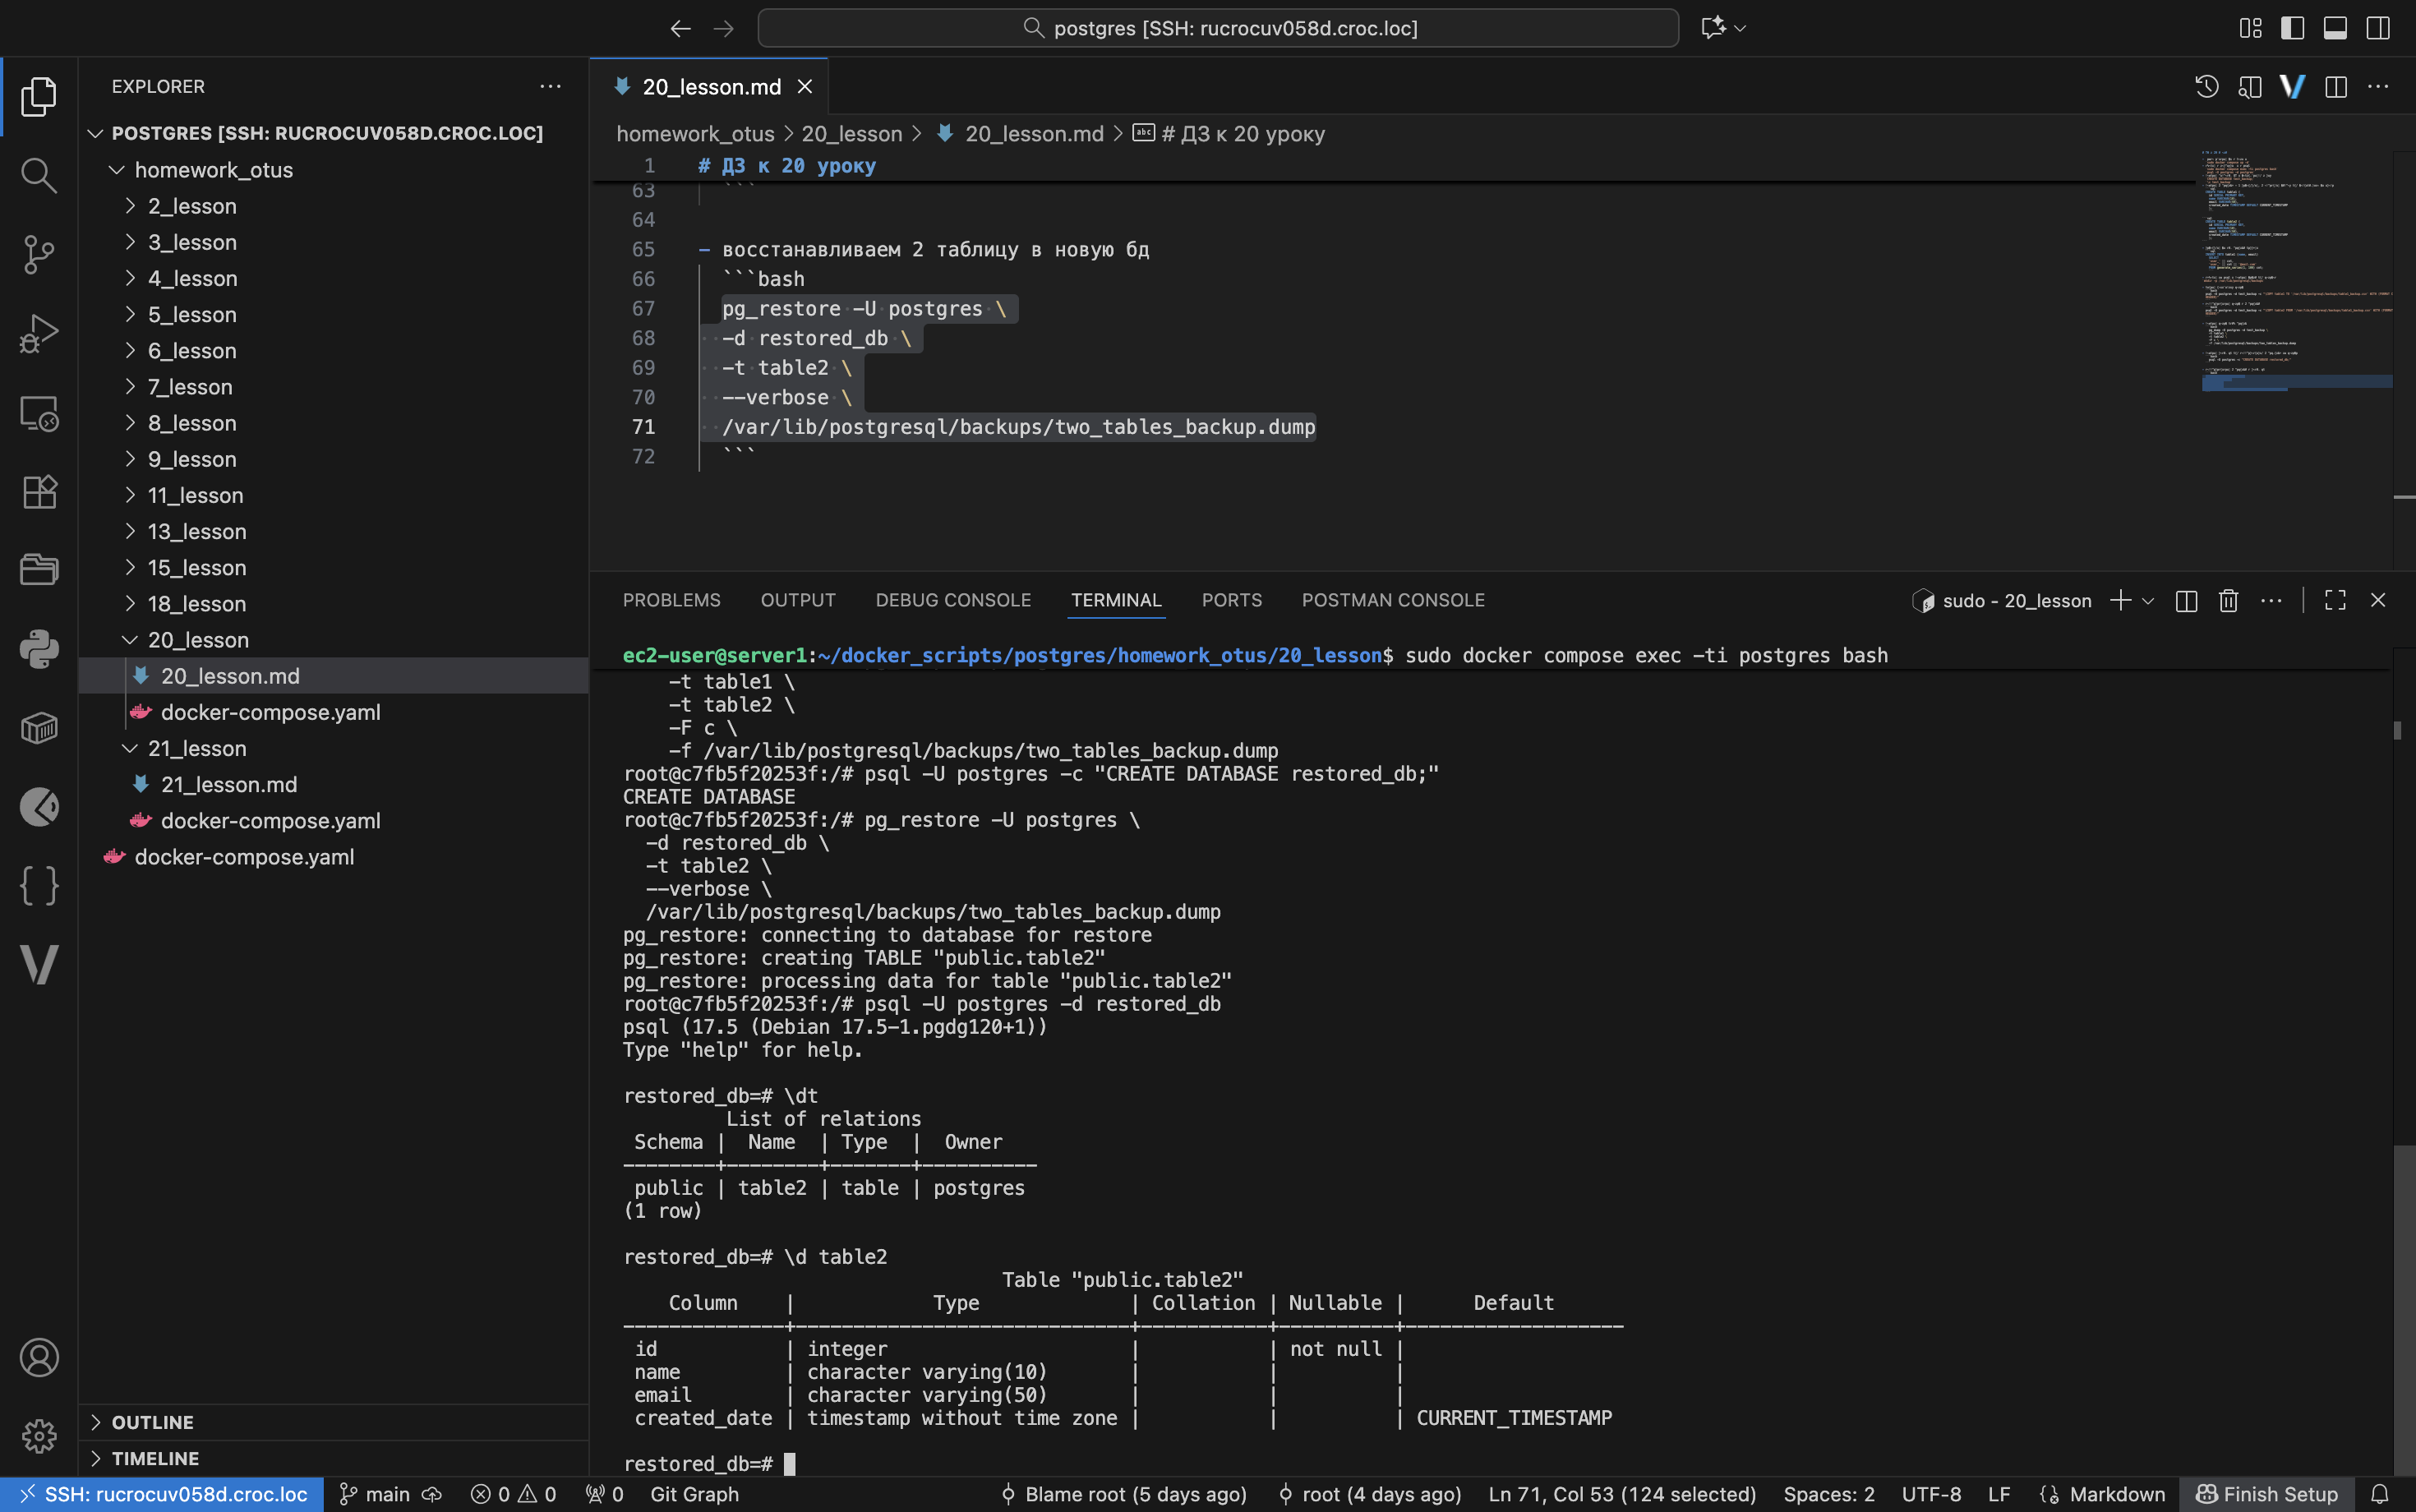 postgres [SSH: rucrocuv058d.croc.loc]
EXPLORER
POSTGRES [SSH: RUCROCUV058D.CROC.LOC]
homework_otus
2_lesson
3_lesson
4_lesson
5_lesson
6_lesson
7_lesson
8_lesson
9_lesson
11_lesson
13_lesson
15_lesson
18_lesson
20_lesson
20_lesson.md
docker-compose.yaml
21_lesson
21_lesson.md
docker-compose.yaml
docker-compose.yaml
OUTLINE
TIMELINE
20_lesson.md
homework_otus > 20_lesson > 20_lesson.md > # ДЗ к 20 уроку
1 # ДЗ к 20 уроку
63 ```
64
65 - восстанавливаем 2 таблицу в новую бд
66 ```bash
67 pg_restore -U postgres \
68 -d restored_db \
69 -t table2 \
70 --verbose \
71 /var/lib/postgresql/backups/two_tables_backup.dump
72 ```
PROBLEMS OUTPUT DEBUG CONSOLE TERMINAL PORTS POSTMAN CONSOLE
sudo - 20_lesson
ec2-user@server1:~/docker_scripts/postgres/homework_otus/20_lesson$ sudo docker compose exec -ti postgres bash
-t table1 \
-t table2 \
-F c \
-f /var/lib/postgresql/backups/two_tables_backup.dump
root@c7fb5f20253f:/# psql -U postgres -c "CREATE DATABASE restored_db;"
CREATE DATABASE
root@c7fb5f20253f:/# pg_restore -U postgres \
-d restored_db \
-t table2 \
--verbose \
/var/lib/postgresql/backups/two_tables_backup.dump
pg_restore: connecting to database for restore
pg_restore: creating TABLE "public.table2"
pg_restore: processing data for table "public.table2"
root@c7fb5f20253f:/# psql -U postgres -d restored_db
psql (17.5 (Debian 17.5-1.pgdg120+1))
Type "help" for help.
restored_db=# \dt
List of relations
Schema | Name | Type | Owner
--------+--------+-------+----------
public | table2 | table | postgres
(1 row)
restored_db=# \d table2
Table "public.table2"
Column | Type | Collation | Nullable | Default
--------------+-----------------------------+-----------+----------+-------------------
id | integer | | not null |
name | character varying(10) | | |
email | character varying(50) | | |
created_date | timestamp without time zone | | | CURRENT_TIMESTAMP
restored_db=#
SSH: rucrocuv058d.croc.loc main 0 0 0 Git Graph Blame root (5 days ago) root (4 days ago) Ln 71, Col 53 (124 selected) Spaces: 2 UTF-8 LF Markdown Finish Setup